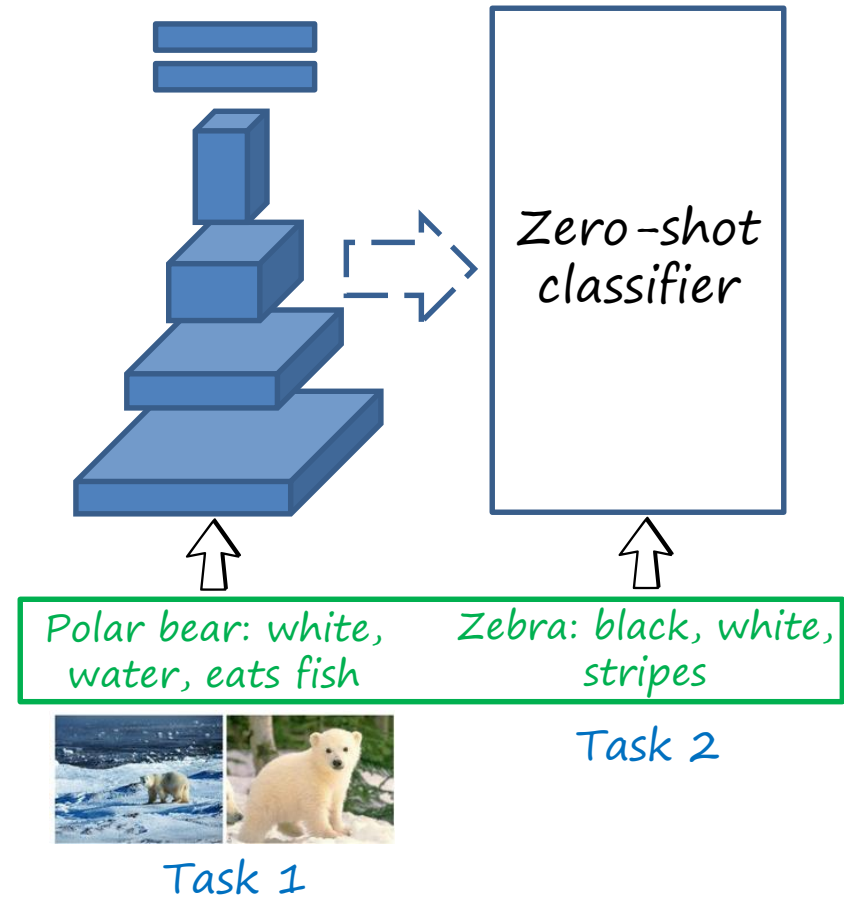 Zero-shot
classifier
Polar bear: white,
water, eats fish
Zebra: black, white,
stripes
Task 2
Task 1